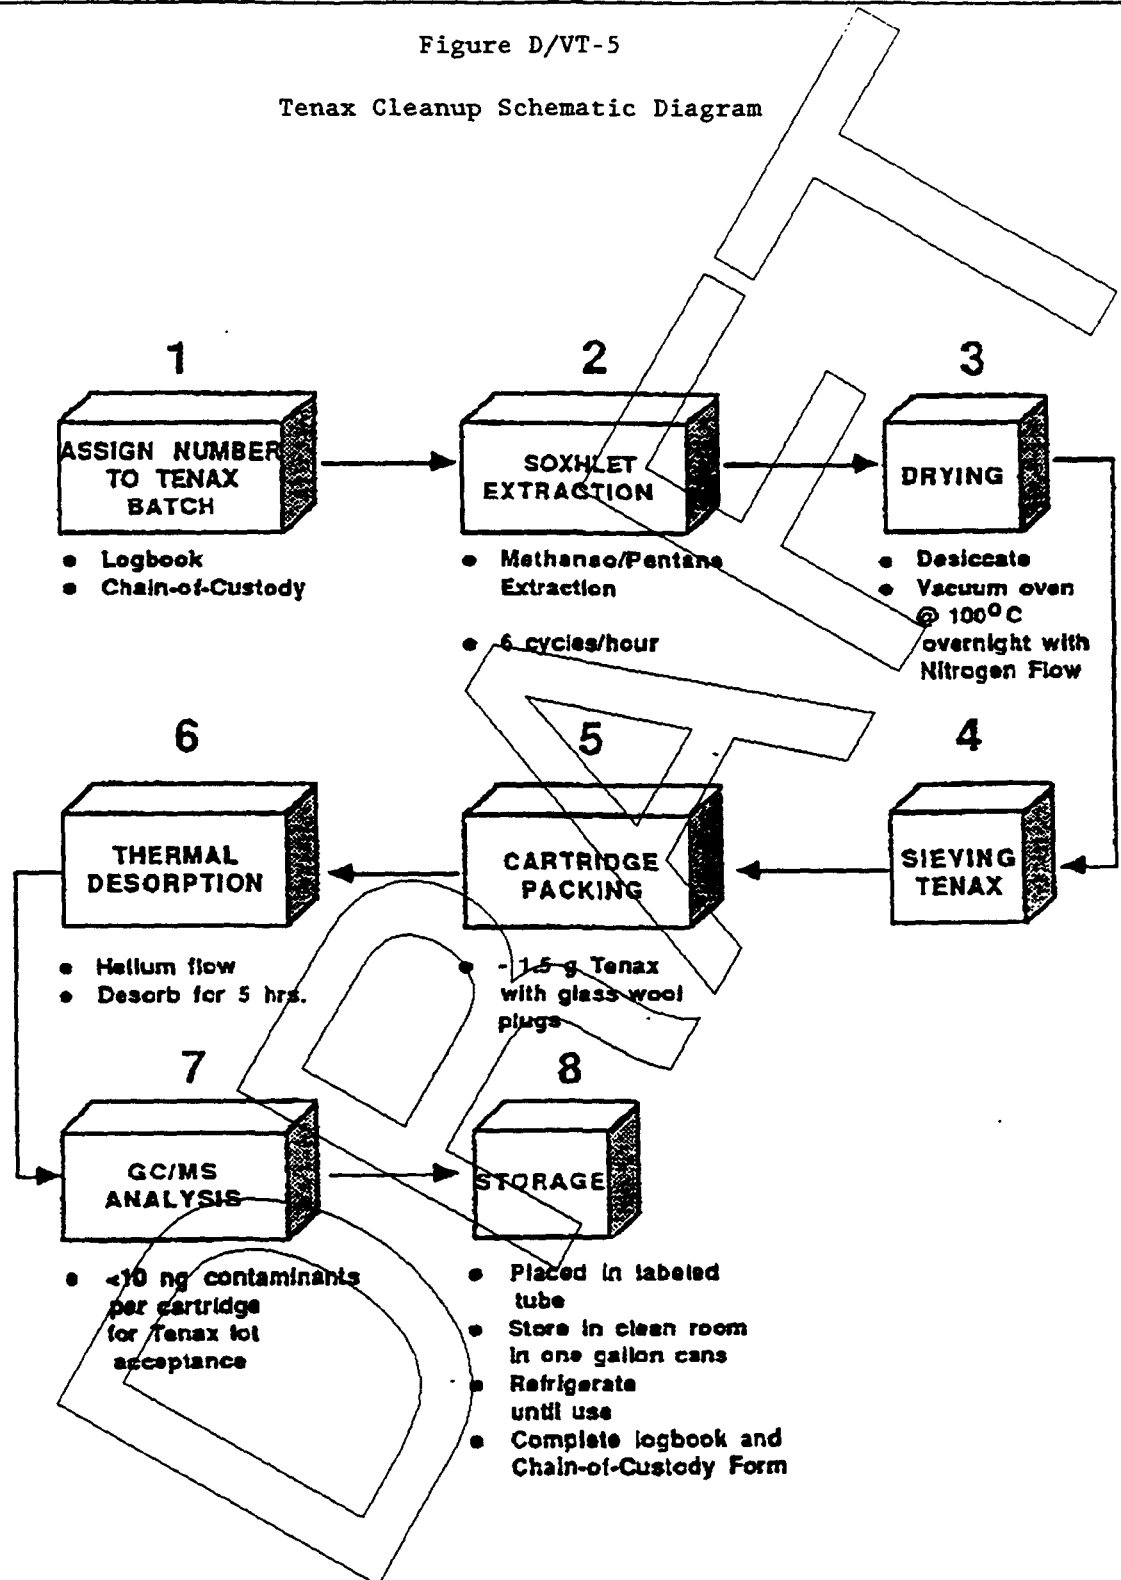 Figure D/VT-5
Tenax Cleanup Schematic Diagram
1
ASSIGN NUMBER
TO TENAX
BATCH
• Logbook
• Chain-of-Custody
2
SOXHLET
EXTRACTION
• Methanao/Pentane
Extraction
• 6 cycles/hour
3
DRYING
• Desiccate
• Vacuum oven
@ 100°C
overnight with
Nitrogen Flow
4
SIEVING
TENAX
5
CARTRIDGE
PACKING
• - 1.5 g Tenax
with glass wool
plugs
6
THERMAL
DESORPTION
• Helium flow
• Desorb for 5 hrs.
7
GC/MS
ANALYSIS
• <10 ng contaminants
per cartridge
for Tenax lot
acceptance
8
STORAGE
• Placed in labeled
tube
• Store in clean room
in one gallon cans
• Refrigerate
until use
• Complete logbook and
Chain-of-Custody Form
DRAFT